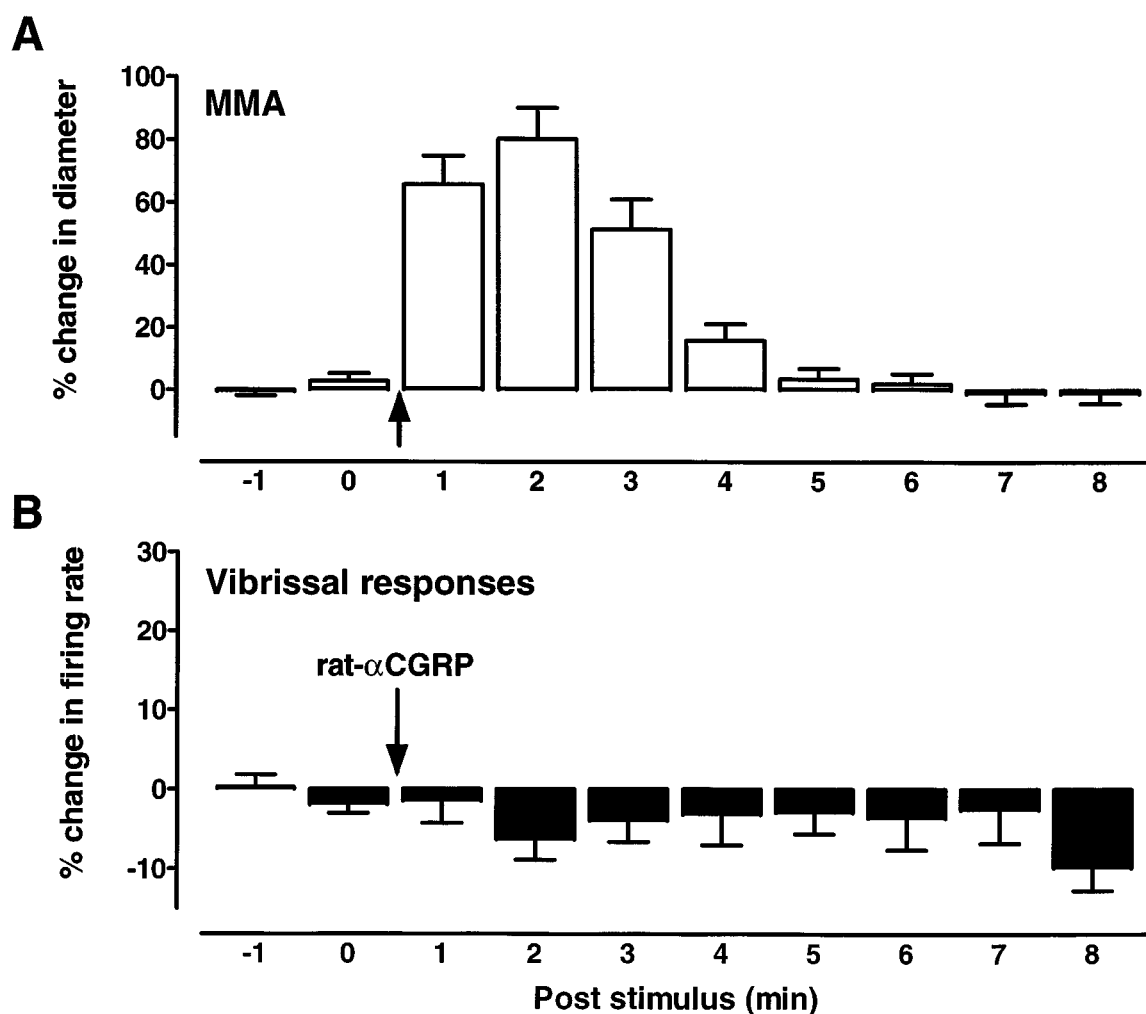 A
MMA
% change in diameter
100
80
60
40
20
0
-1 0 1 2 3 4 5 6 7 8
B
Vibrissal responses
rat-αCGRP
% change in firing rate
30
20
10
0
-10
-1 0 1 2 3 4 5 6 7 8
Post stimulus (min)